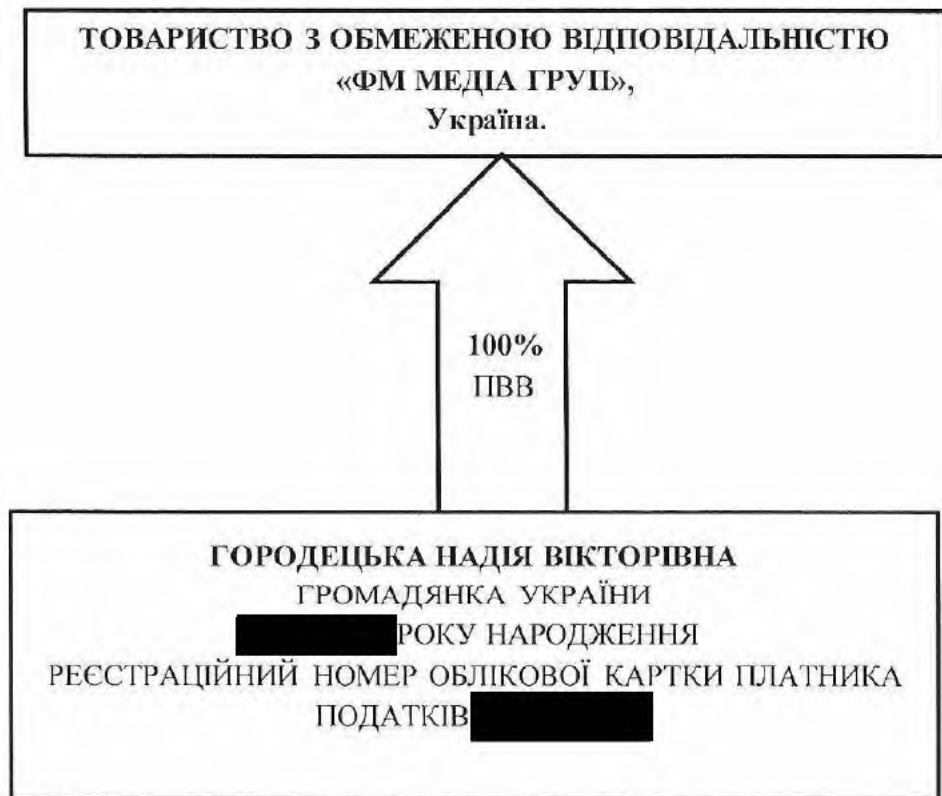 ТОВАРИСТВО З ОБМЕЖЕНОЮ ВІДПОВІДАЛЬНІСТЮ
«ФМ МЕДІА ГРУП»,
Україна.
100%
ПВВ
ГОРОДЕЦЬКА НАДІЯ ВІКТОРІВНА
ГРОМАДЯНКА УКРАЇНИ
РОКУ НАРОДЖЕННЯ
РЕЄСТРАЦІЙНИЙ НОМЕР ОБЛІКОВОЇ КАРТКИ ПЛАТНИКА
ПОДАТКІВ